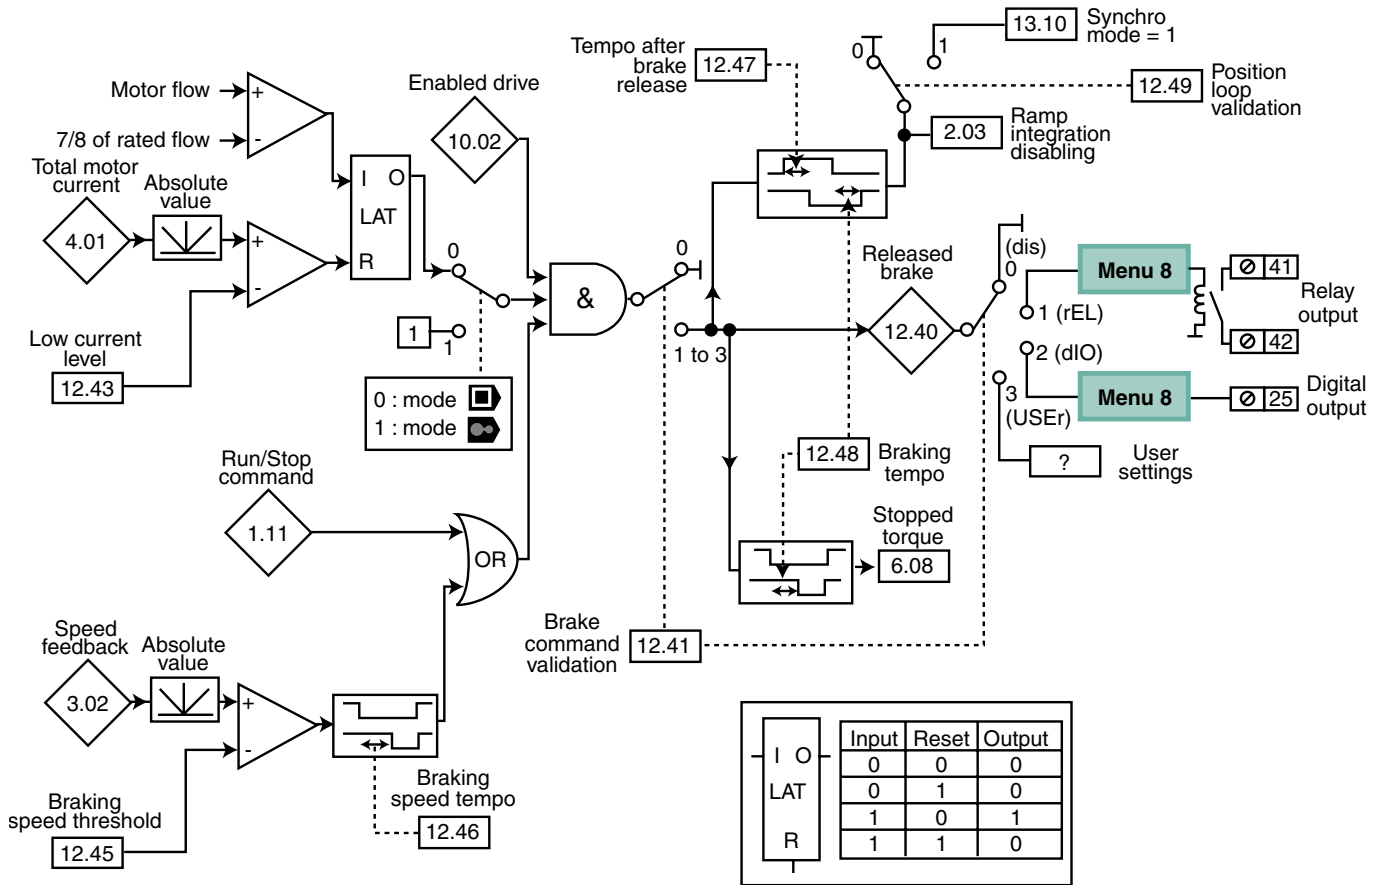 Motor flow
+
7/8 of rated flow
-
Total motor
current
4.01
Absolute
value
+
-
Low current
level
12.43
I O
LAT
R
Enabled drive
10.02
0
1
1
0 : mode
1 : mode
&
0
1 to 3
Tempo after
brake
release
12.47
0
1
13.10
Synchro
mode = 1
12.49
Position
loop
validation
2.03
Ramp
integration
disabling
Released
brake
12.40
(dis)
0
1 (rEL)
2 (dIO)
3
(USEr)
Menu 8
41
42
Relay
output
Menu 8
25
Digital
output
?
User
settings
12.48
Braking
tempo
Stopped
torque
6.08
Run/Stop
command
1.11
OR
Brake
command
validation
12.41
Speed
feedback
3.02
Absolute
value
+
-
Braking
speed threshold
12.45
Braking
speed tempo
12.46
I O
LAT
R
Input Reset Output
0 0 0
0 1 0
1 0 1
1 1 0